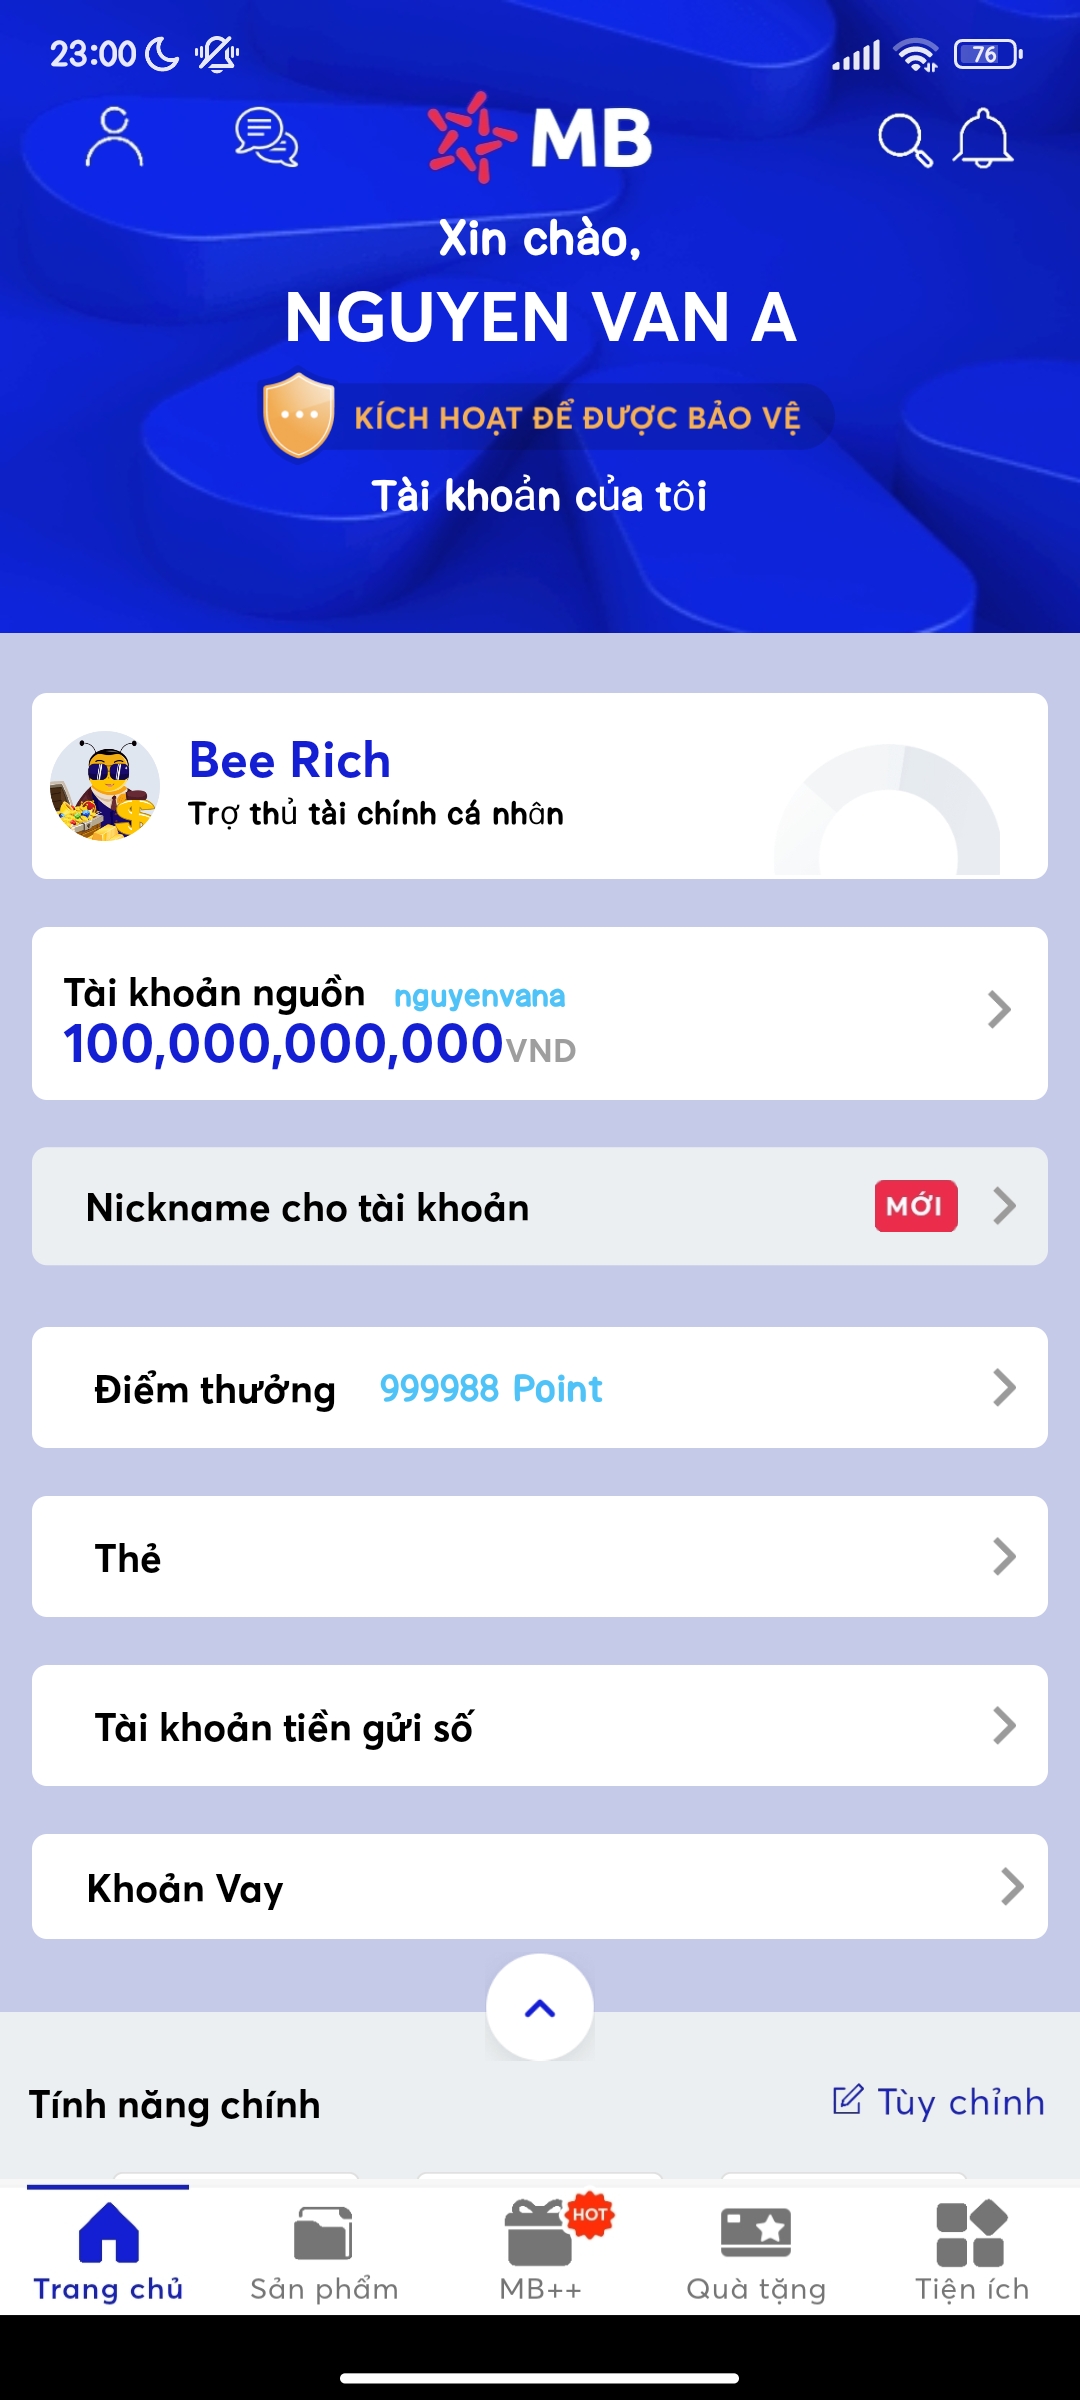 23:00
76
MB
Xin chào,
NGUYEN VAN A
KÍCH HOẠT ĐỂ ĐƯỢC BẢO VỆ
Tài khoản của tôi
Bee Rich
Trợ thủ tài chính cá nhân
Tài khoản nguồn nguyenvana
100,000,000,000VND
Nickname cho tài khoản MỚI
Điểm thưởng 999988 Point
Thẻ
Tài khoản tiền gửi số
Khoản Vay
Tính năng chính Tùy chỉnh
HOT
Trang chủ Sản phẩm MB++ Quà tặng Tiện ích